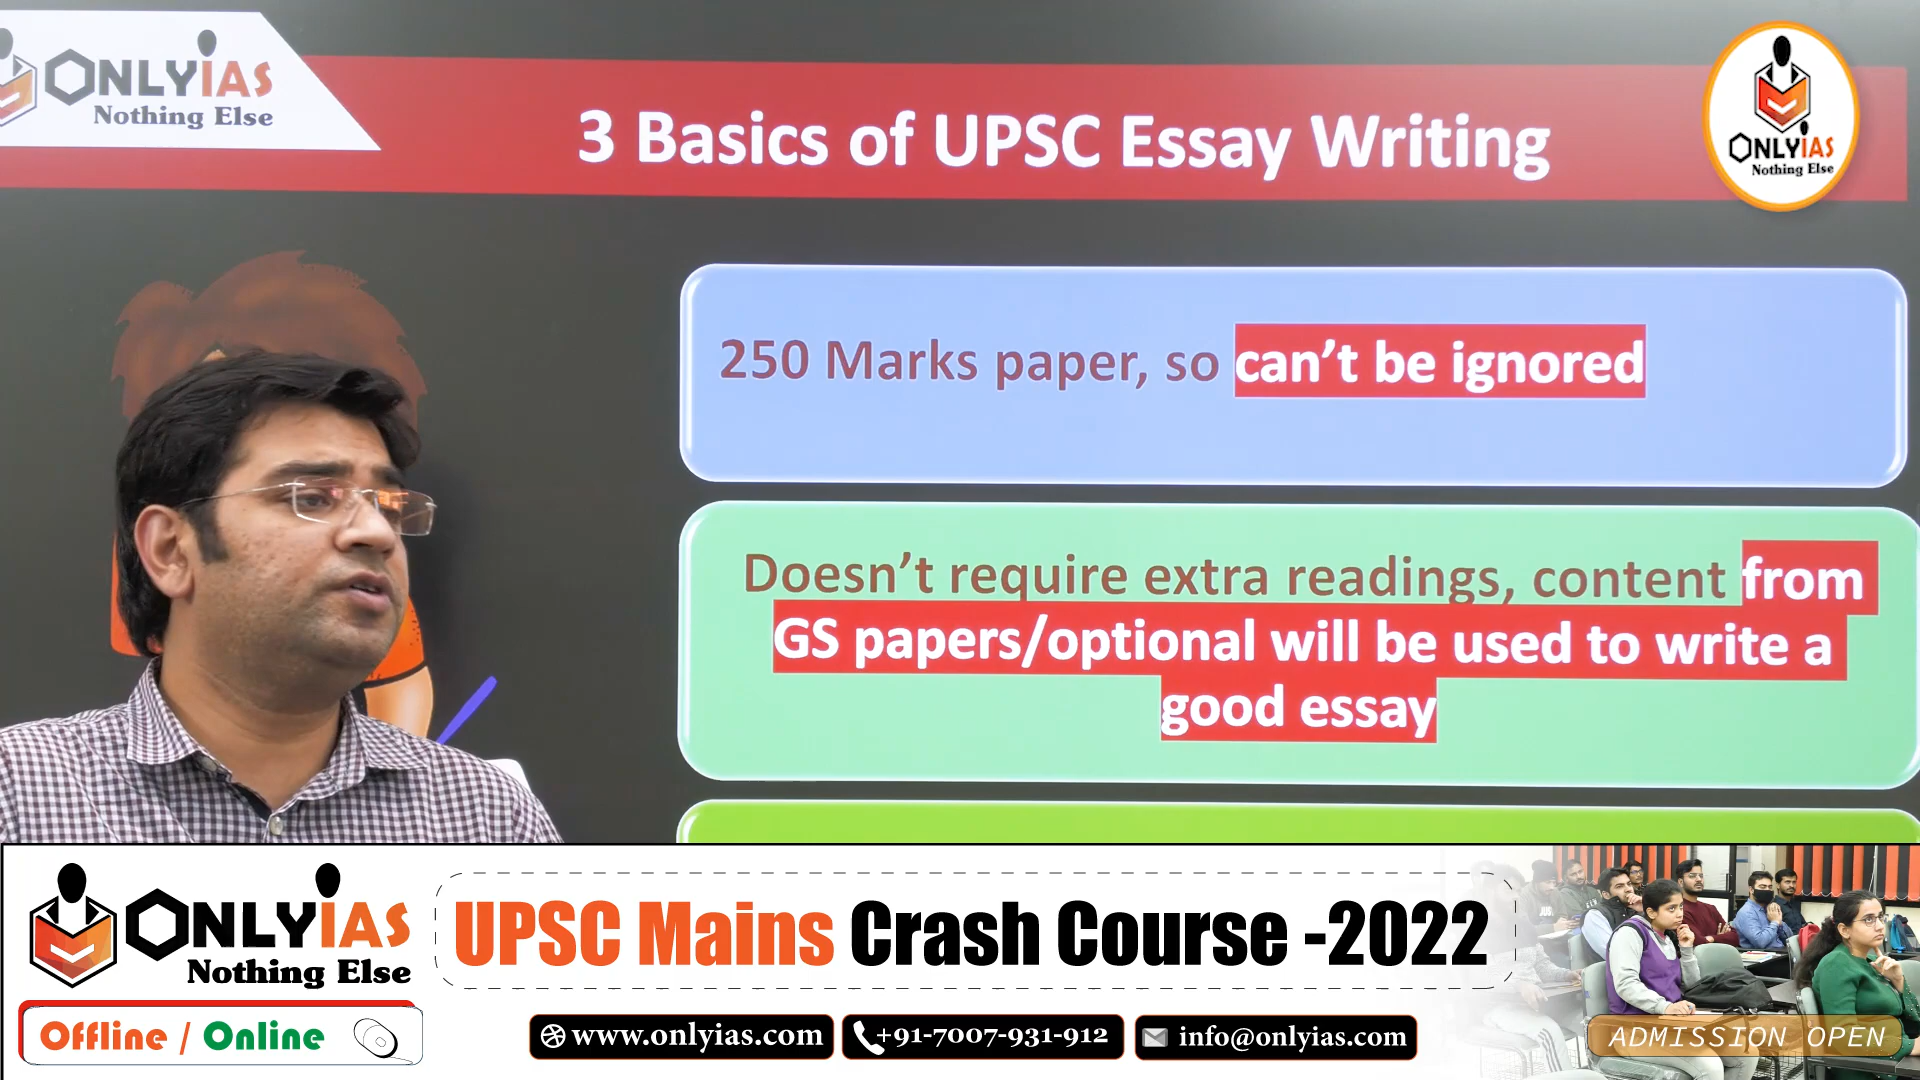 ONLYIAS
Nothing Else
3 Basics of UPSC Essay Writing
ONLYIAS
Nothing Else
250 Marks paper, so can't be ignored
Doesn't require extra readings, content from
GS papers/optional will be used to write a
good essay
ONLYIAS
Nothing Else
UPSC Mains Crash Course -2022
Offline / Online
www.onlyias.com
+91-7007-931-912
info@onlyias.com
ADMISSION OPEN